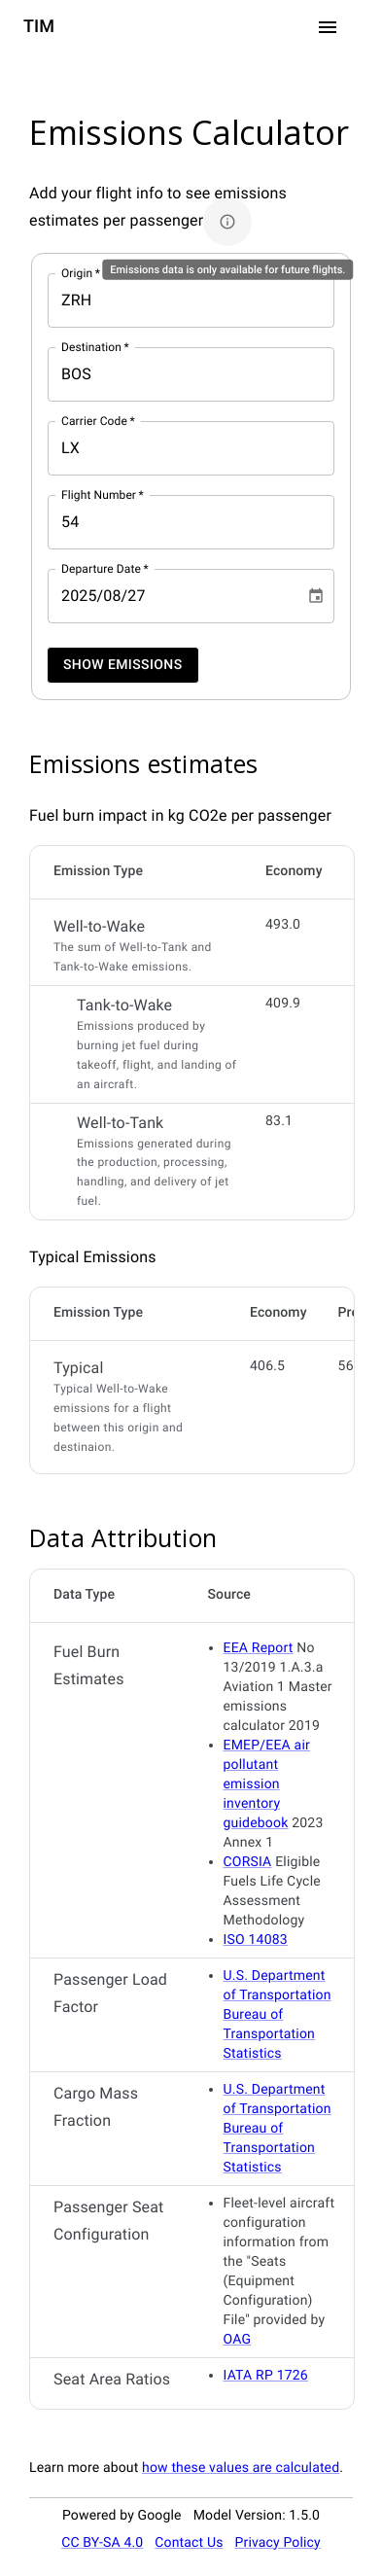 TIM
Emissions Calculator
Add your flight info to see emissions
estimates per passenger
Emissions data is only available for future flights.
Origin *
ZRH
Destination *
BOS
Carrier Code *
LX
Flight Number *
54
Departure Date *
2025/08/27
SHOW EMISSIONS
Emissions estimates
Fuel burn impact in kg CO2e per passenger
Emission Type Economy
Well-to-Wake 493.0
The sum of Well-to-Tank and
Tank-to-Wake emissions.
Tank-to-Wake 409.9
Emissions produced by
burning jet fuel during
takeoff, flight, and landing of
an aircraft.
Well-to-Tank 83.1
Emissions generated during
the production, processing,
handling, and delivery of jet
fuel.
Typical Emissions
Emission Type Economy Pre
Typical 406.5 56
Typical Well-to-Wake
emissions for a flight
between this origin and
destinaion.
Data Attribution
Data Type Source
Fuel Burn
Estimates
• EEA Report No
13/2019 1.A.3.a
Aviation 1 Master
emissions
calculator 2019
• EMEP/EEA air
pollutant
emission
inventory
guidebook 2023
Annex 1
• CORSIA Eligible
Fuels Life Cycle
Assessment
Methodology
• ISO 14083
Passenger Load
Factor
• U.S. Department
of Transportation
Bureau of
Transportation
Statistics
Cargo Mass
Fraction
• U.S. Department
of Transportation
Bureau of
Transportation
Statistics
Passenger Seat
Configuration
• Fleet-level aircraft
configuration
information from
the "Seats
(Equipment
Configuration)
File" provided by
OAG
Seat Area Ratios
• IATA RP 1726
Learn more about how these values are calculated.
Powered by Google Model Version: 1.5.0
CC BY-SA 4.0 Contact Us Privacy Policy